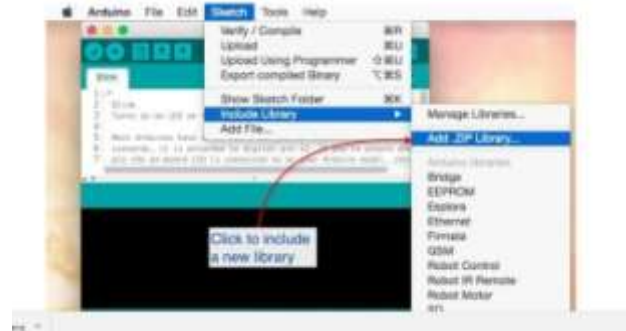 Arduino File Edit Sketch Tools Help
Verify / Compile ⌘R
Upload ⌘U
Upload Using Programmer ⇧⌘U
Export compiled Binary ⌥⌘S
Show Sketch Folder ⌘K
Include Library
Add File...
Blink
Manage Libraries...
Add .ZIP Library...
Arduino libraries
Bridge
EEPROM
Esplora
Ethernet
Firmata
GSM
Robot Control
Robot IR Remote
Robot Motor
SD
Click to include
a new library